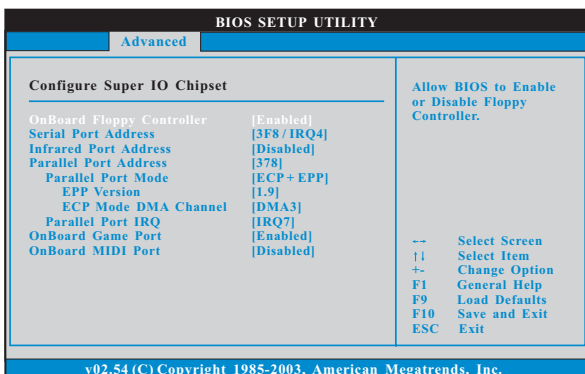 BIOS SETUP UTILITY
Advanced
Configure Super IO Chipset
OnBoard Floppy Controller [Enabled]
Serial Port Address [3F8 / IRQ4]
Infrared Port Address [Disabled]
Parallel Port Address [378]
Parallel Port Mode [ECP + EPP]
EPP Version [1.9]
ECP Mode DMA Channel [DMA3]
Parallel Port IRQ [IRQ7]
OnBoard Game Port [Enabled]
OnBoard MIDI Port [Disabled]
Allow BIOS to Enable
or Disable Floppy
Controller.
↔ Select Screen
↑↓ Select Item
+- Change Option
F1 General Help
F9 Load Defaults
F10 Save and Exit
ESC Exit
v02.54 (C) Copyright 1985-2003, American Megatrends, Inc.